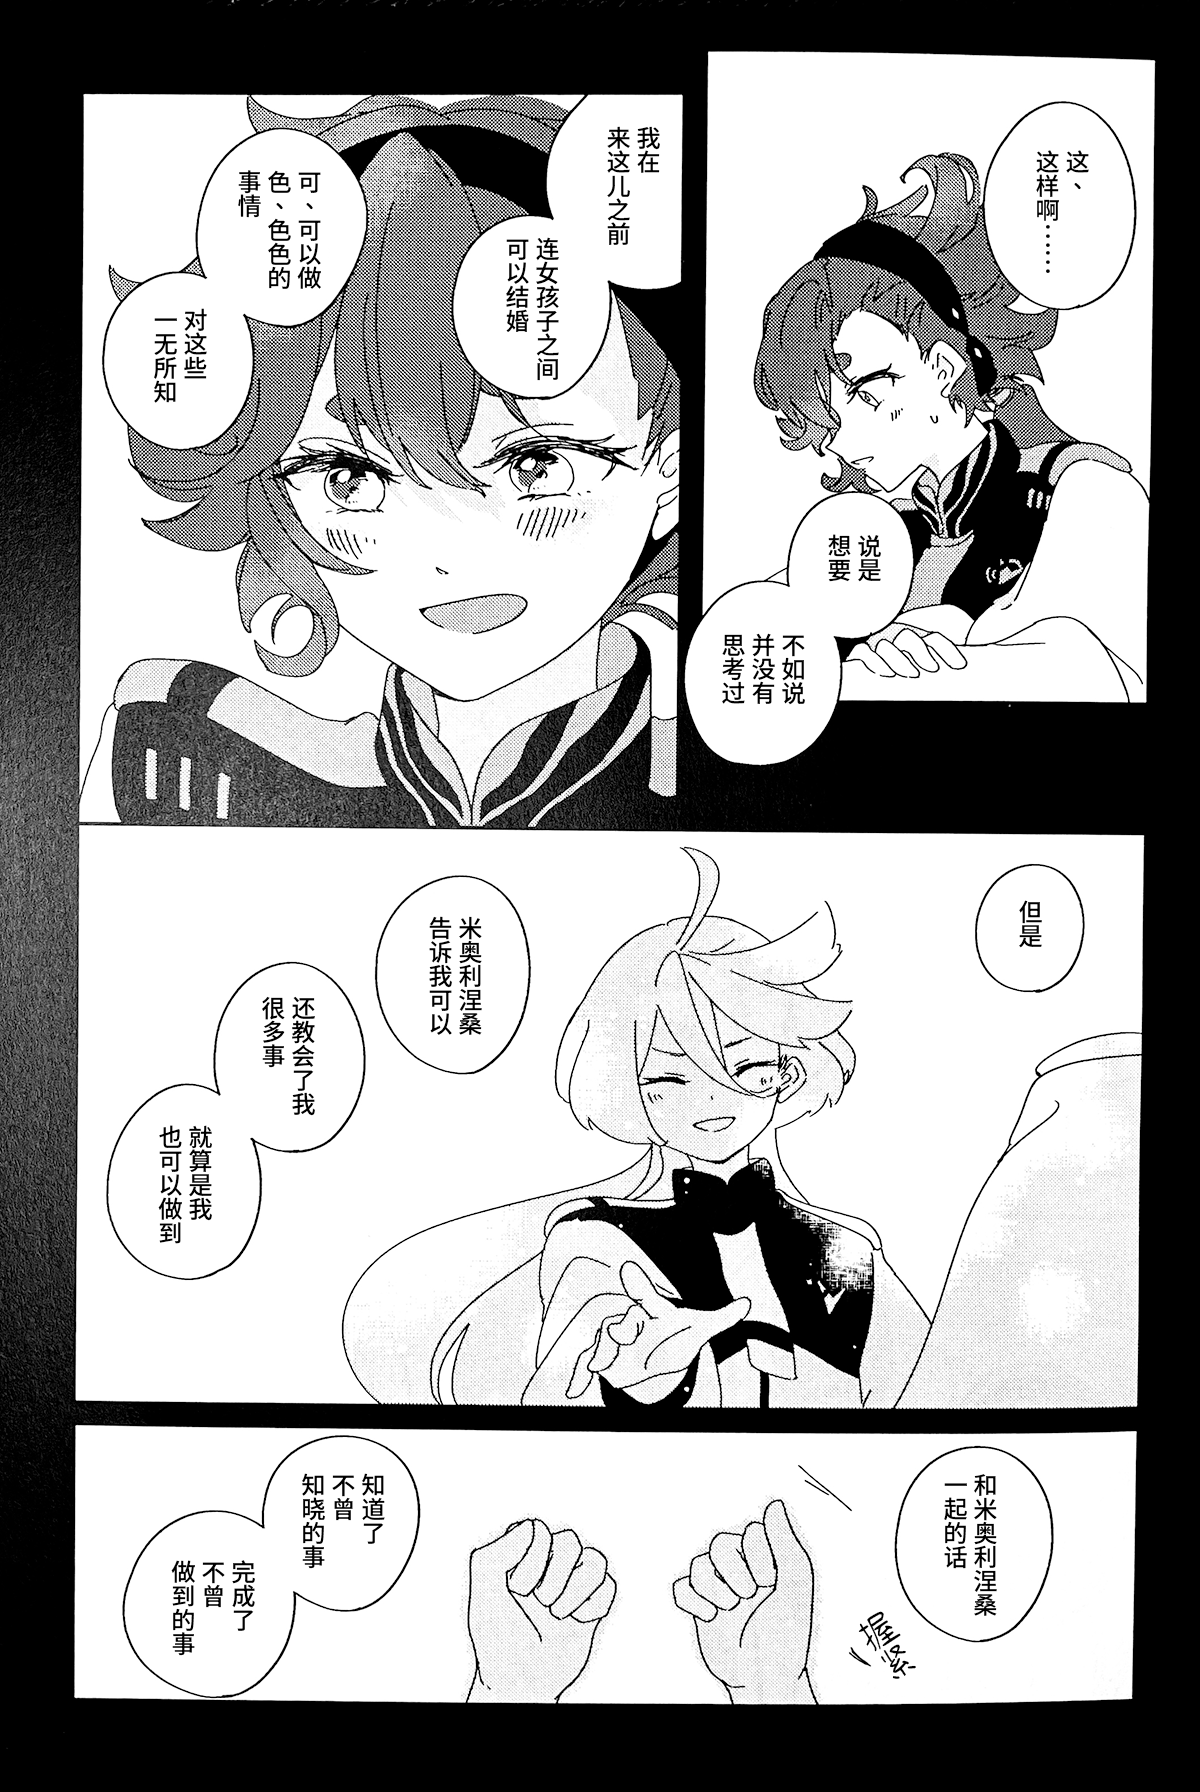 这、
这样啊……
说是
想要
不如说
并没有
思考过
我在
来这儿之前
连女孩子之间
可以结婚
可、可以做
色、色色的
事情
对这些
一无所知
但是
米奥利涅桑
告诉我可以
还教会了我
很多事
就算是我
也可以做到
和米奥利涅桑
一起的话
握紧
知道了
不曾
知晓的事
完成了
不曾
做到的事